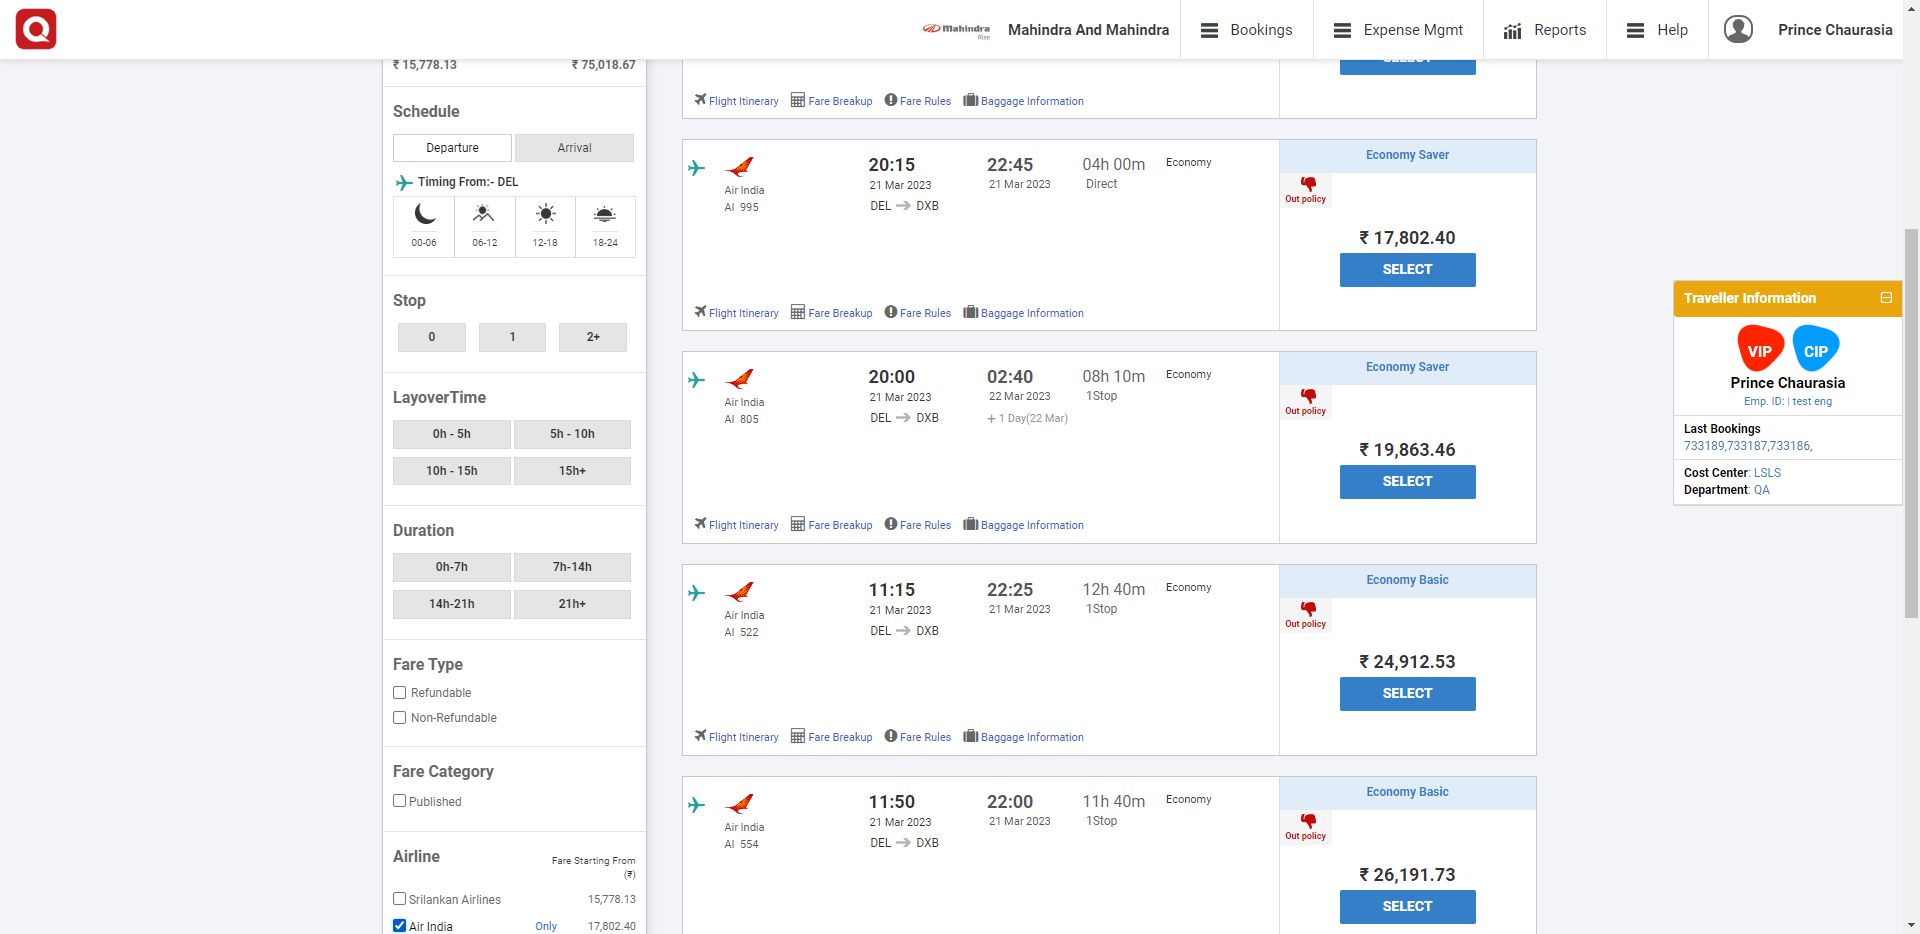 Q
mahindra
Rise
Mahindra And Mahindra
Bookings
Expense Mgmt
Reports
Help
Prince Chaurasia
₹ 15,778.13
₹ 75,018.67
Schedule
Departure
Arrival
Timing From:- DEL
00-06
06-12
12-18
18-24
Stop
0
1
2+
LayoverTime
0h - 5h
5h - 10h
10h - 15h
15h+
Duration
0h-7h
7h-14h
14h-21h
21h+
Fare Type
Refundable
Non-Refundable
Fare Category
Published
Airline
Fare Starting From
(₹)
Srilankan Airlines
15,778.13
Air India
Only
17,802.40
SELECT
Flight Itinerary
Fare Breakup
Fare Rules
Baggage Information
Air India
AI 995
20:15
21 Mar 2023
DEL
DXB
22:45
21 Mar 2023
04h 00m
Direct
Economy
Economy Saver
Out policy
₹ 17,802.40
SELECT
Flight Itinerary
Fare Breakup
Fare Rules
Baggage Information
Air India
AI 805
20:00
21 Mar 2023
DEL
DXB
02:40
22 Mar 2023
+ 1 Day(22 Mar)
08h 10m
1Stop
Economy
Economy Saver
Out policy
₹ 19,863.46
SELECT
Flight Itinerary
Fare Breakup
Fare Rules
Baggage Information
Air India
AI 522
11:15
21 Mar 2023
DEL
DXB
22:25
21 Mar 2023
12h 40m
1Stop
Economy
Economy Basic
Out policy
₹ 24,912.53
SELECT
Flight Itinerary
Fare Breakup
Fare Rules
Baggage Information
Air India
AI 554
11:50
21 Mar 2023
DEL
DXB
22:00
21 Mar 2023
11h 40m
1Stop
Economy
Economy Basic
Out policy
₹ 26,191.73
SELECT
Traveller Information
VIP
CIP
Prince Chaurasia
Emp. ID: | test eng
Last Bookings
733189,733187,733186,
Cost Center: LSLS
Department: QA